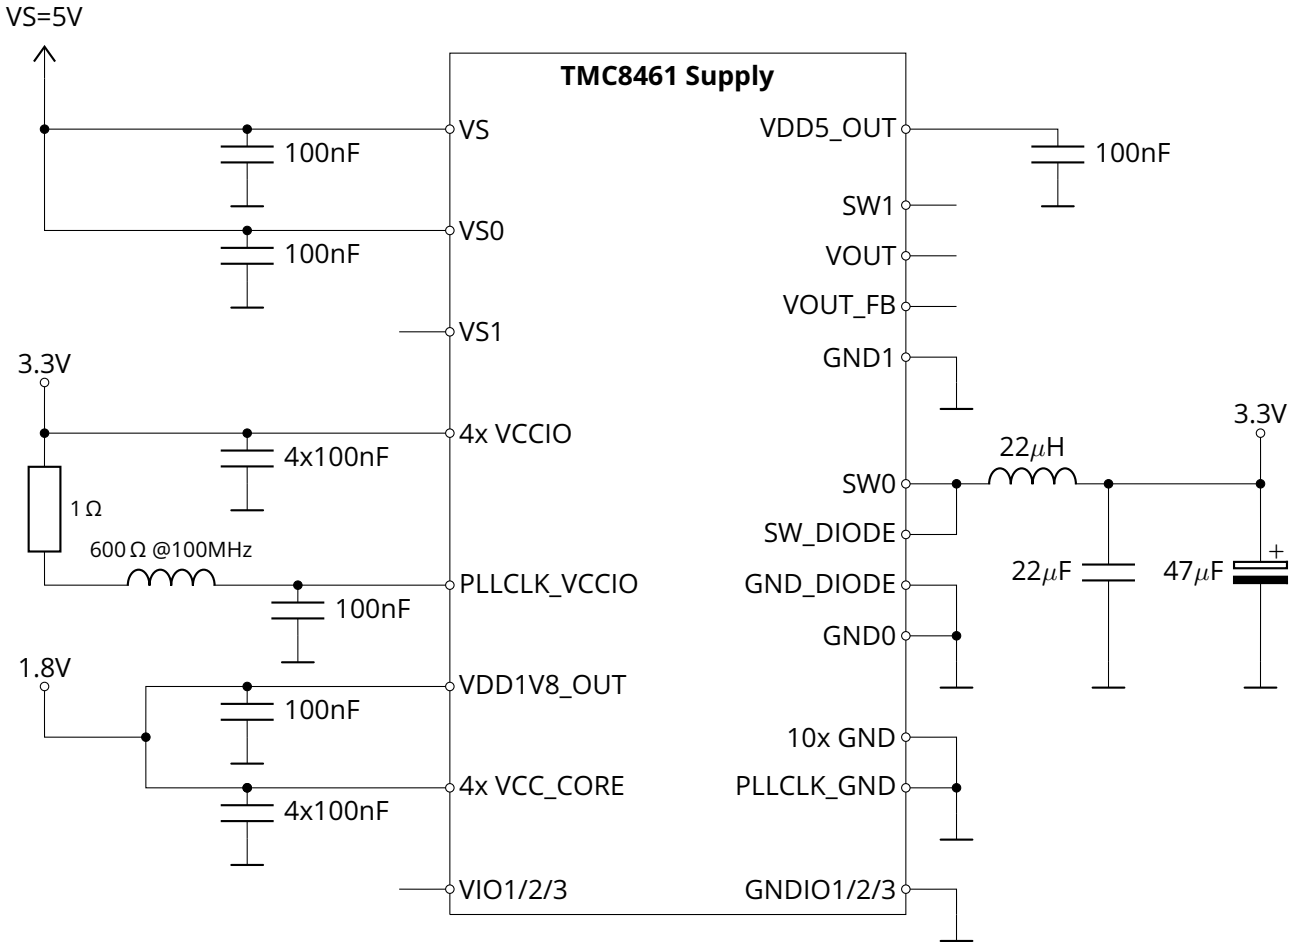 VS=5V
TMC8461 Supply
VS
100nF
VDD5_OUT
100nF
SW1
VS0
100nF
VOUT
VOUT_FB
VS1
GND1
3.3V
4x VCCIO
4x100nF
3.3V
22μH
SW0
1 Ω
SW_DIODE
600 Ω @100MHz
PLLCLK_VCCIO
100nF
GND_DIODE
22μF
47μF
+
GND0
1.8V
VDD1V8_OUT
100nF
10x GND
4x VCC_CORE
4x100nF
PLLCLK_GND
VIO1/2/3
GNDIO1/2/3